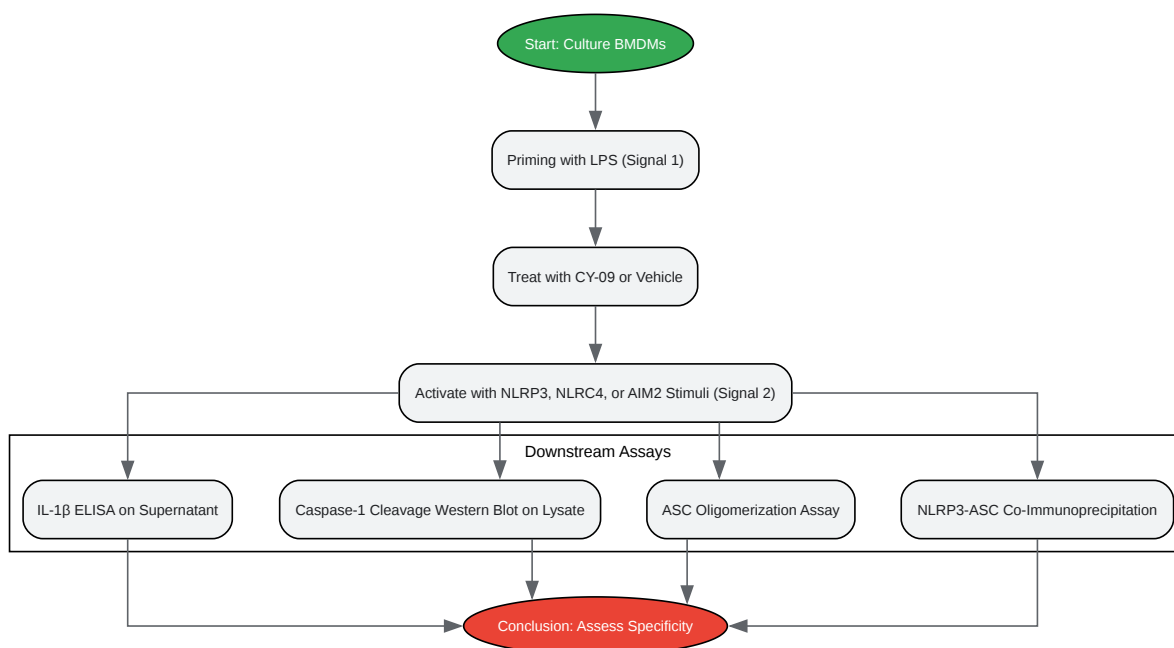 Start: Culture BMDMs
Priming with LPS (Signal 1)
Treat with CY-09 or Vehicle
Activate with NLRP3, NLRC4, or AIM2 Stimuli (Signal 2)
Downstream Assays
IL-1β ELISA on Supernatant
Caspase-1 Cleavage Western Blot on Lysate
ASC Oligomerization Assay
NLRP3-ASC Co-Immunoprecipitation
Conclusion: Assess Specificity